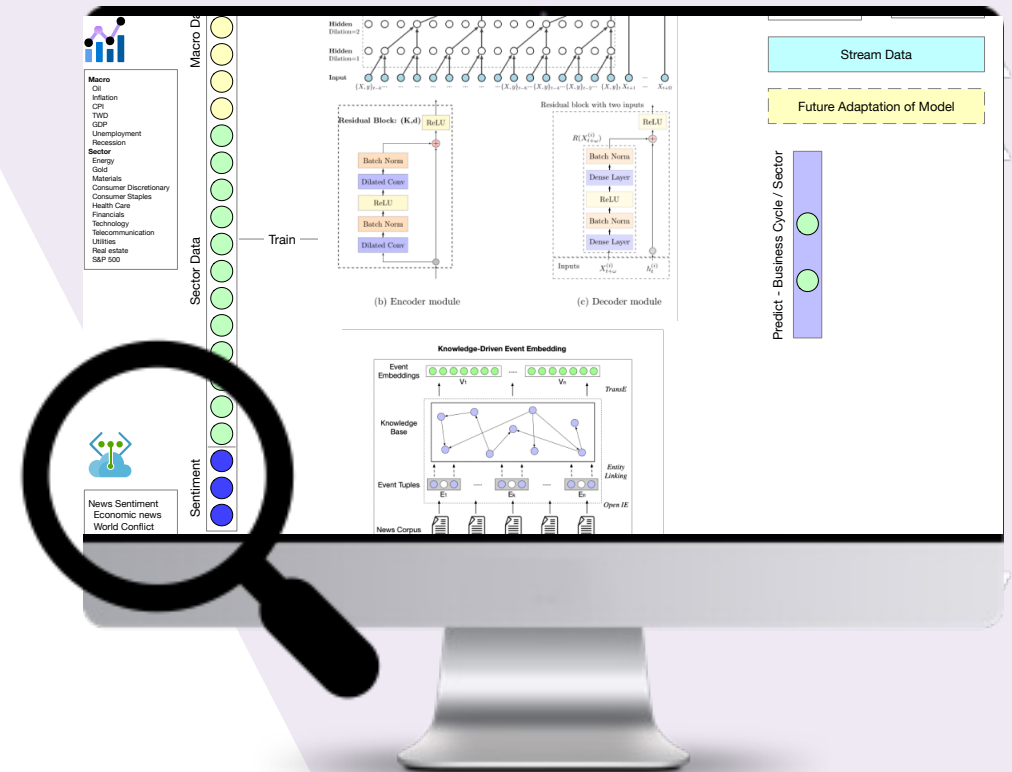 Macro
Oil
Inflation
CPI
TWD
GDP
Unemployment
Recession
Sector
Energy
Gold
Materials
Consumer Discretionary
Consumer Staples
Health Care
Financials
Technology
Telecommunication
Utilities
Real estate
S&P 500
News Sentiment
Economic news
World Conflict
Macro Da
Sector Data
Sentiment
Train
Hidden
Dilation=2
Hidden
Dilation=1
Input
Residual Block: (K,d)
ReLU
Batch Norm
Dilated Conv
ReLU
Batch Norm
Dilated Conv
(b) Encoder module
Residual block with two inputs
ReLU
Batch Norm
Dense Layer
ReLU
Batch Norm
Dense Layer
Inputs
(c) Decoder module
Knowledge-Driven Event Embedding
Event
Embeddings
V1
Vn
TransE
Knowledge
Base
Entity
Linking
Event Tuples
E1
Ek
En
Open IE
News Corpus
Stream Data
Future Adaptation of Model
Predict - Business Cycle / Sector